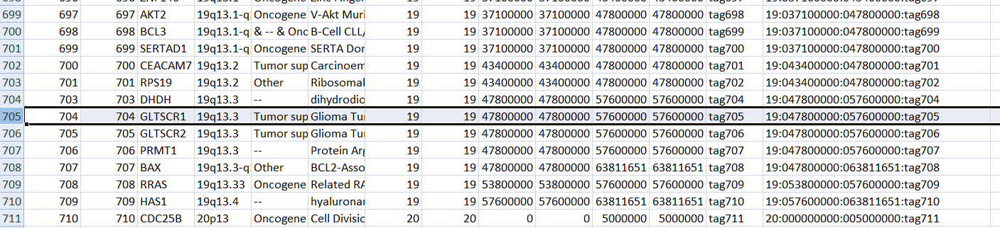 699 697 697 AKT2 19q13.1-q Oncogene V-Akt Muri 19 19 37100000 37100000 47800000 47800000 tag698 19:037100000:047800000:tag698
700 698 698 BCL3 19q13.1-q & -- & Onc B-Cell CLL/ 19 19 37100000 37100000 47800000 47800000 tag699 19:037100000:047800000:tag699
701 699 699 SERTAD1 19q13.1-q Oncogene SERTA Dor 19 19 37100000 37100000 47800000 47800000 tag700 19:037100000:047800000:tag700
702 700 700 CEACAM7 19q13.2 Tumor sup Carcinoem 19 19 43400000 43400000 47800000 47800000 tag701 19:043400000:047800000:tag701
703 701 701 RPS19 19q13.2 Other Ribosomal 19 19 43400000 43400000 47800000 47800000 tag702 19:043400000:047800000:tag702
704 703 703 DHDH 19q13.3 -- dihydrodio 19 19 47800000 47800000 57600000 57600000 tag704 19:047800000:057600000:tag704
705 704 704 GLTSCR1 19q13.3 Tumor sup Glioma Tu 19 19 47800000 47800000 57600000 57600000 tag705 19:047800000:057600000:tag705
706 705 705 GLTSCR2 19q13.3 Tumor sup Glioma Tu 19 19 47800000 47800000 57600000 57600000 tag706 19:047800000:057600000:tag706
707 706 706 PRMT1 19q13.3 -- Protein Arg 19 19 47800000 47800000 57600000 57600000 tag707 19:047800000:057600000:tag707
708 707 707 BAX 19q13.3-q Other BCL2-Asso 19 19 47800000 47800000 63811651 63811651 tag708 19:047800000:063811651:tag708
709 708 708 RRAS 19q13.33 Oncogene Related RA 19 19 53800000 53800000 57600000 57600000 tag709 19:053800000:057600000:tag709
710 709 709 HAS1 19q13.4 -- hyaluronar 19 19 57600000 57600000 63811651 63811651 tag710 19:057600000:063811651:tag710
711 710 710 CDC25B 20p13 Oncogene Cell Divisic 20 20 0 0 5000000 5000000 tag711 20:000000000:005000000:tag711